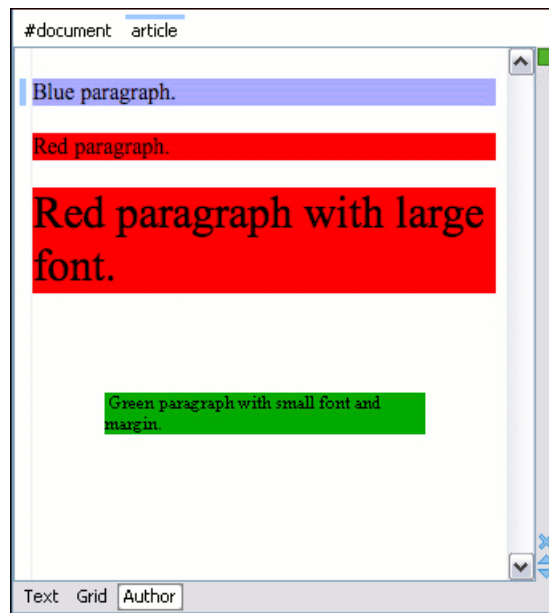 #document article
Blue paragraph.
Red paragraph.
Red paragraph with large
font.
Green paragraph with small font and
margin.
Text Grid Author